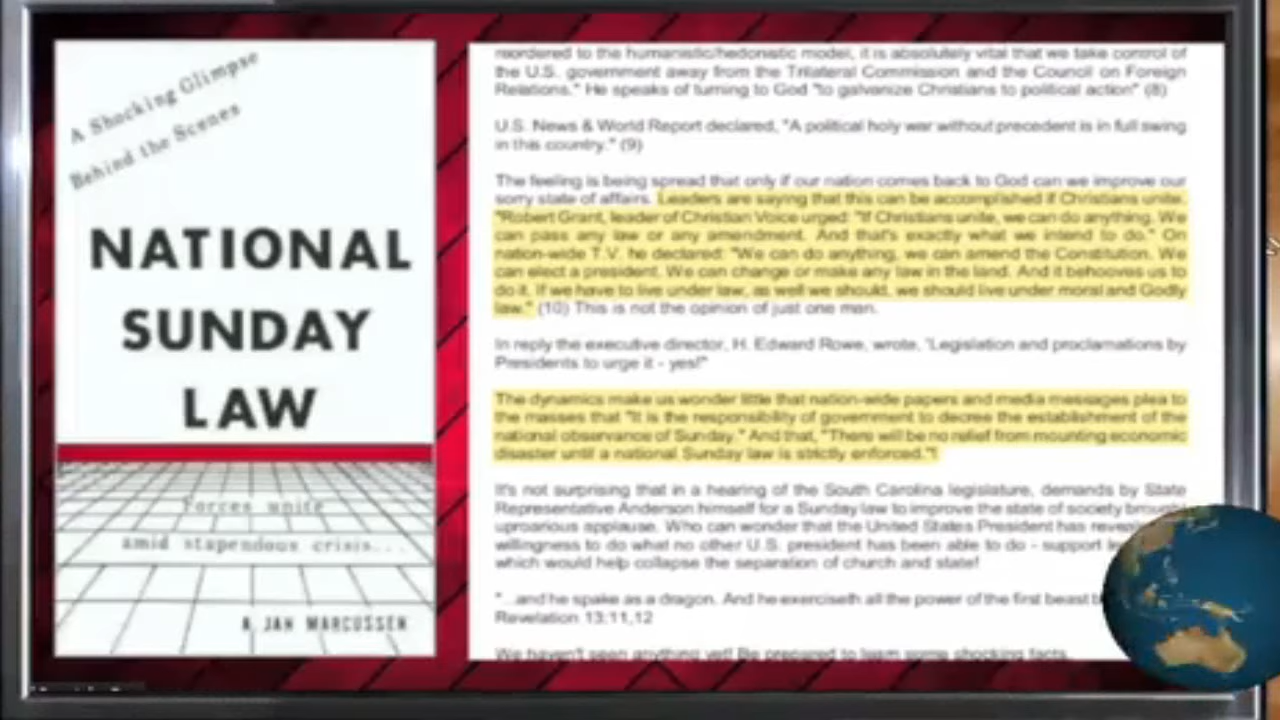 A Shocking Glimpse
Behind the Scenes
NATIONAL
SUNDAY
LAW
Forces unite
amid stupendous crisis...
A. JAN MARCUSSEN
reordered to the humanistic/hedonistic model, it is absolutely vital that we take control of
the U.S. government away from the Trilateral Commission and the Council on Foreign
Relations." He speaks of turning to God "to galvanize Christians to political action" (8)
U.S. News & World Report declared, "A political holy war without precedent is in full swing
in this country." (9)
The feeling is being spread that only if our nation comes back to God can we improve our
sorry state of affairs. Leaders are saying that this can be accomplished if Christians unite.
"Robert Grant, leader of Christian Voice urged: "If Christians unite, we can do anything. We
can pass any law or any amendment. And that's exactly what we intend to do." On
nation-wide T.V. he declared: "We can do anything, we can amend the Constitution. We
can elect a president. We can change or make any law in the land. And it behooves us to
do it. If we have to live under law, as well we should, we should live under moral and Godly
law." (10) This is not the opinion of just one man.
In reply the executive director, H. Edward Rowe, wrote, 'Legislation and proclamations by
Presidents to urge it - yes!"
The dynamics make us wonder little that nation-wide papers and media messages plea to
the masses that "It is the responsibility of government to decree the establishment of the
national observance of Sunday." And that, "There will be no relief from mounting economic
disaster until a national Sunday law is strictly enforced."!
It's not surprising that in a hearing of the South Carolina legislature, demands by State
Representative Anderson himself for a Sunday law to improve the state of society
uproarious applause. Who can wonder that the United States President has
willingness to do what no other U.S. president has been able to do - support
which would help collapse the separation of church and state!
"...and he spake as a dragon. And he exerciseth all the power of the first beast
Revelation 13:11,12
We haven't seen anything yet! Be prepared to learn some shocking facts.